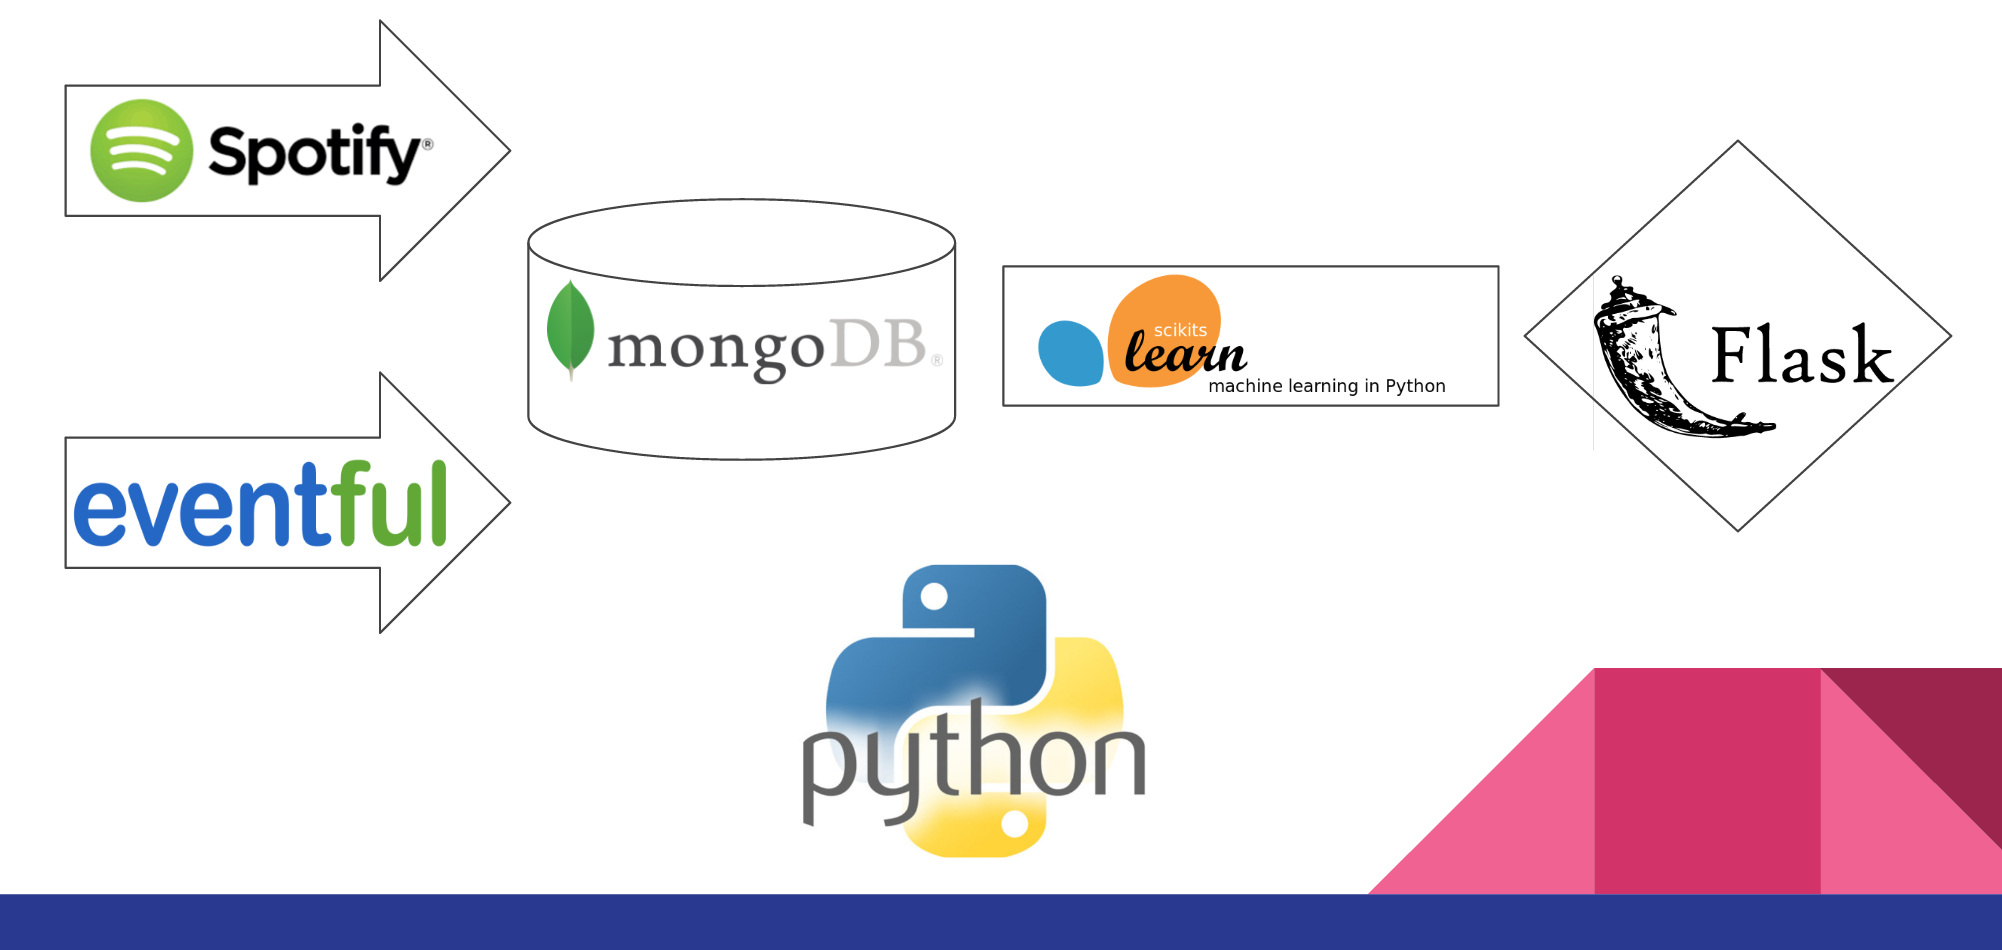 Spotify®
eventful
mongoDB®
scikits
learn
machine learning in Python
Flask
python